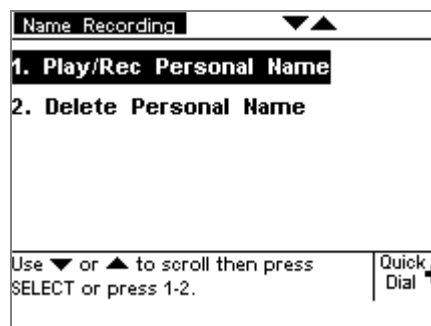 Name Recording ▼▲
1. Play/Rec Personal Name
2. Delete Personal Name
Use ▼ or ▲ to scroll then press
SELECT or press 1-2.
Quick
Dial